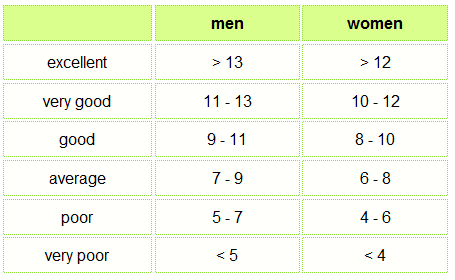 men women
excellent > 13 > 12
very good 11 - 13 10 - 12
good 9 - 11 8 - 10
average 7 - 9 6 - 8
poor 5 - 7 4 - 6
very poor < 5 < 4